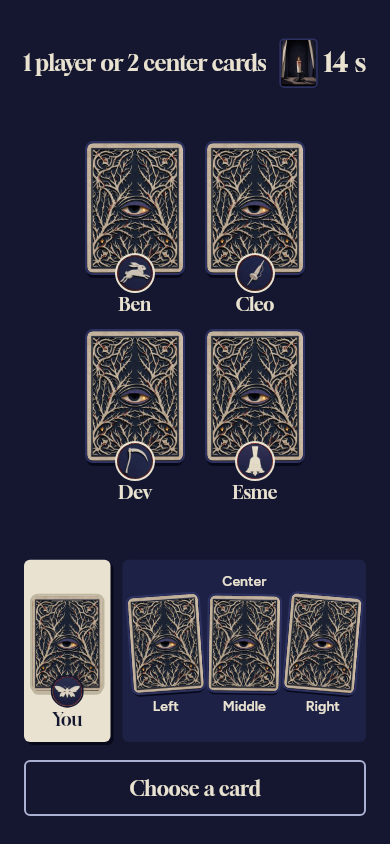 1 player or 2 center cards 14 s
Ben Cleo
Dev Esme
Center
Left Middle Right
You
Choose a card